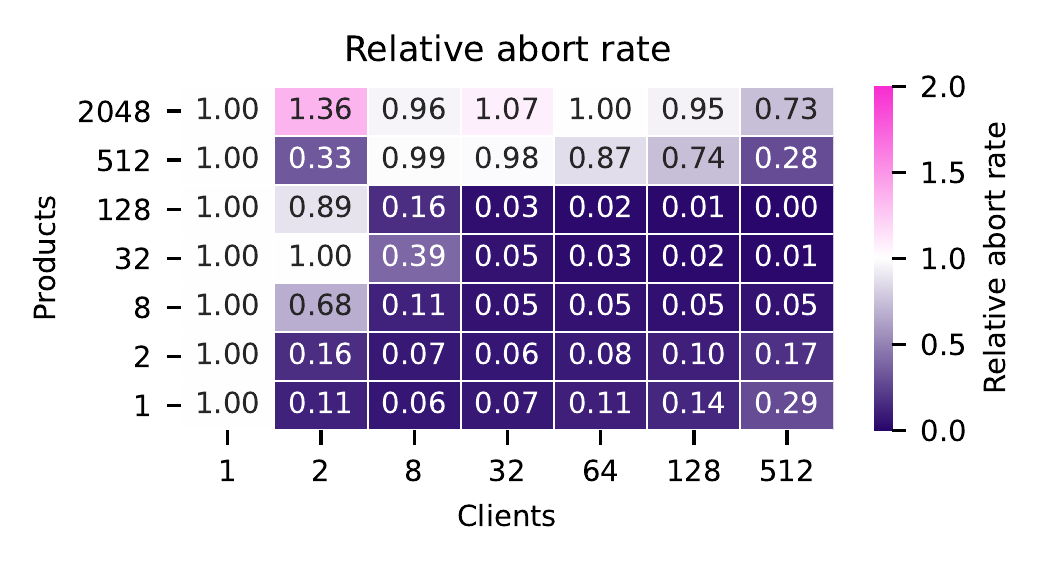 Relative abort rate
2048 1.00 1.36 0.96 1.07 1.00 0.95 0.73
512 1.00 0.33 0.99 0.98 0.87 0.74 0.28
128 1.00 0.89 0.16 0.03 0.02 0.01 0.00
32 1.00 1.00 0.39 0.05 0.03 0.02 0.01
8 1.00 0.68 0.11 0.05 0.05 0.05 0.05
2 1.00 0.16 0.07 0.06 0.08 0.10 0.17
1 1.00 0.11 0.06 0.07 0.11 0.14 0.29
1 2 8 32 64 128 512
Clients
Products
2.0
1.5
1.0
0.5
0.0
Relative abort rate